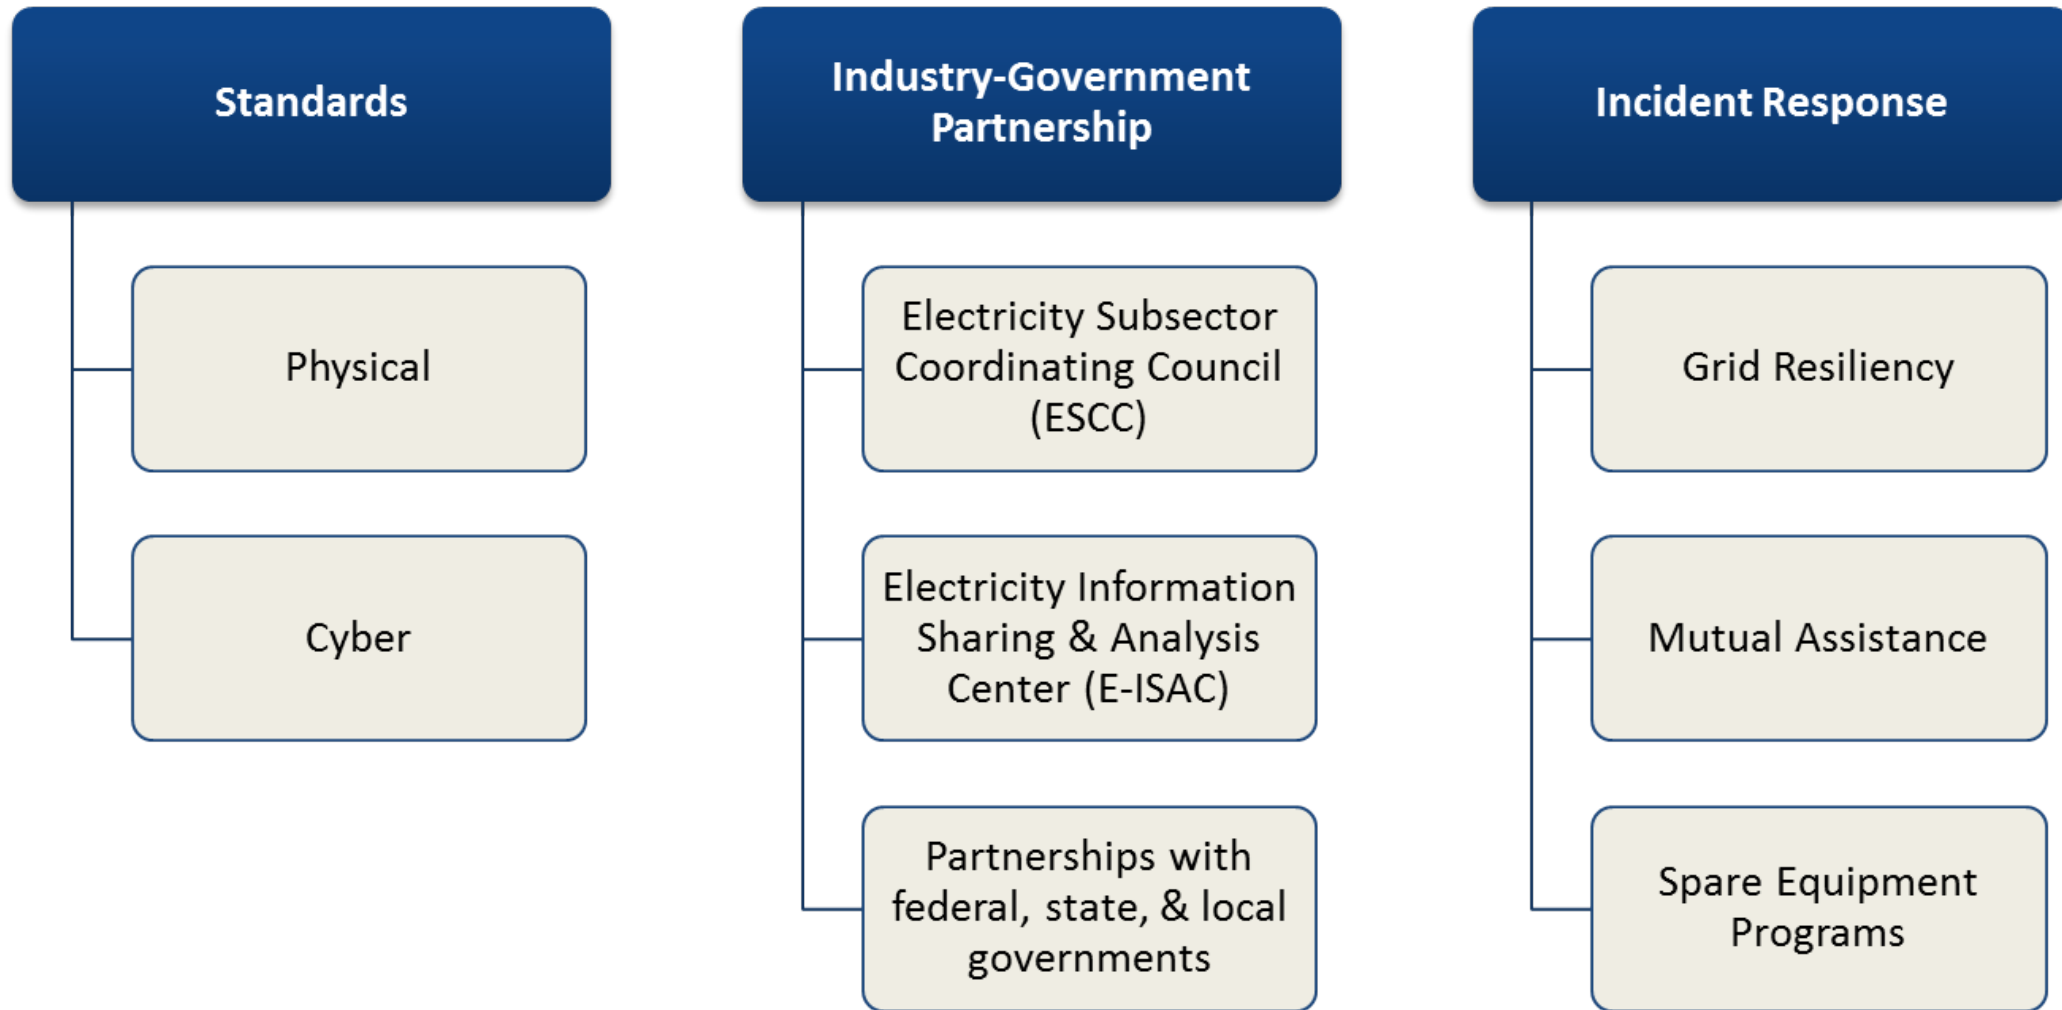 Standards
Physical
Cyber
Industry-Government
Partnership
Electricity Subsector
Coordinating Council
(ESCC)
Electricity Information
Sharing & Analysis
Center (E-ISAC)
Partnerships with
federal, state, & local
governments
Incident Response
Grid Resiliency
Mutual Assistance
Spare Equipment
Programs